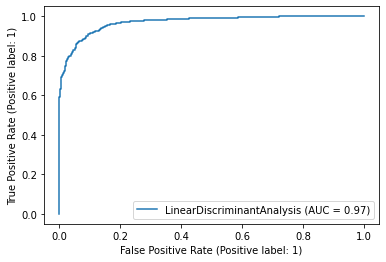 1.0
0.8
0.6
0.4
0.2
0.0
True Positive Rate (Positive label: 1)
LinearDiscriminantAnalysis (AUC = 0.97)
0.0 0.2 0.4 0.6 0.8 1.0
False Positive Rate (Positive label: 1)